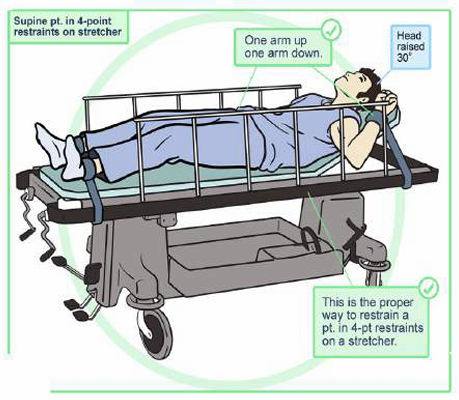 Supine pt. in 4-point
restraints on stretcher
One arm up
one arm down.
Head
raised
30°
This is the proper
way to restrain a
pt. in 4-pt restraints
on a stretcher.